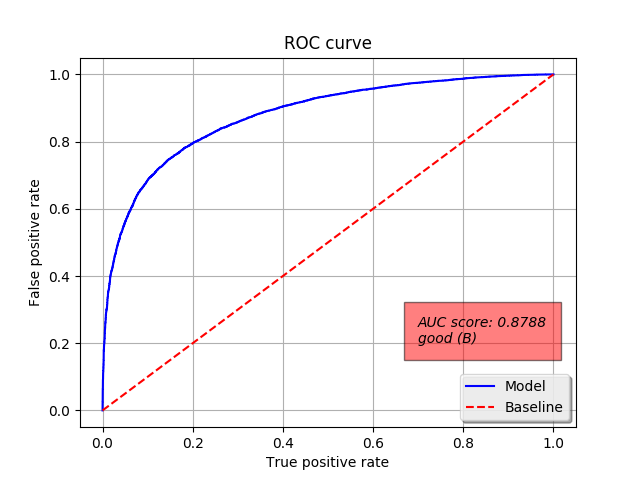 ROC curve
False positive rate
1.0
0.8
0.6
0.4
0.2
0.0
AUC score: 0.8788
good (B)
Model
Baseline
0.0 0.2 0.4 0.6 0.8 1.0
True positive rate